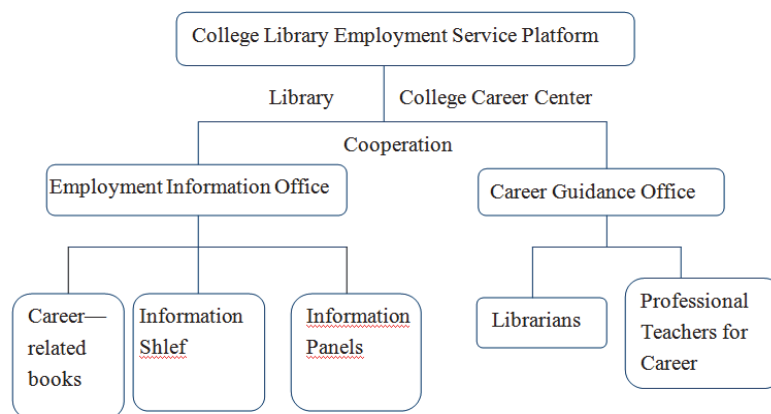 College Library Employment Service Platform
Library
College Career Center
Cooperation
Employment Information Office
Career Guidance Office
Career—
related
books
Information
Shlef
Information
Panels
Librarians
Professional
Teachers for
Career